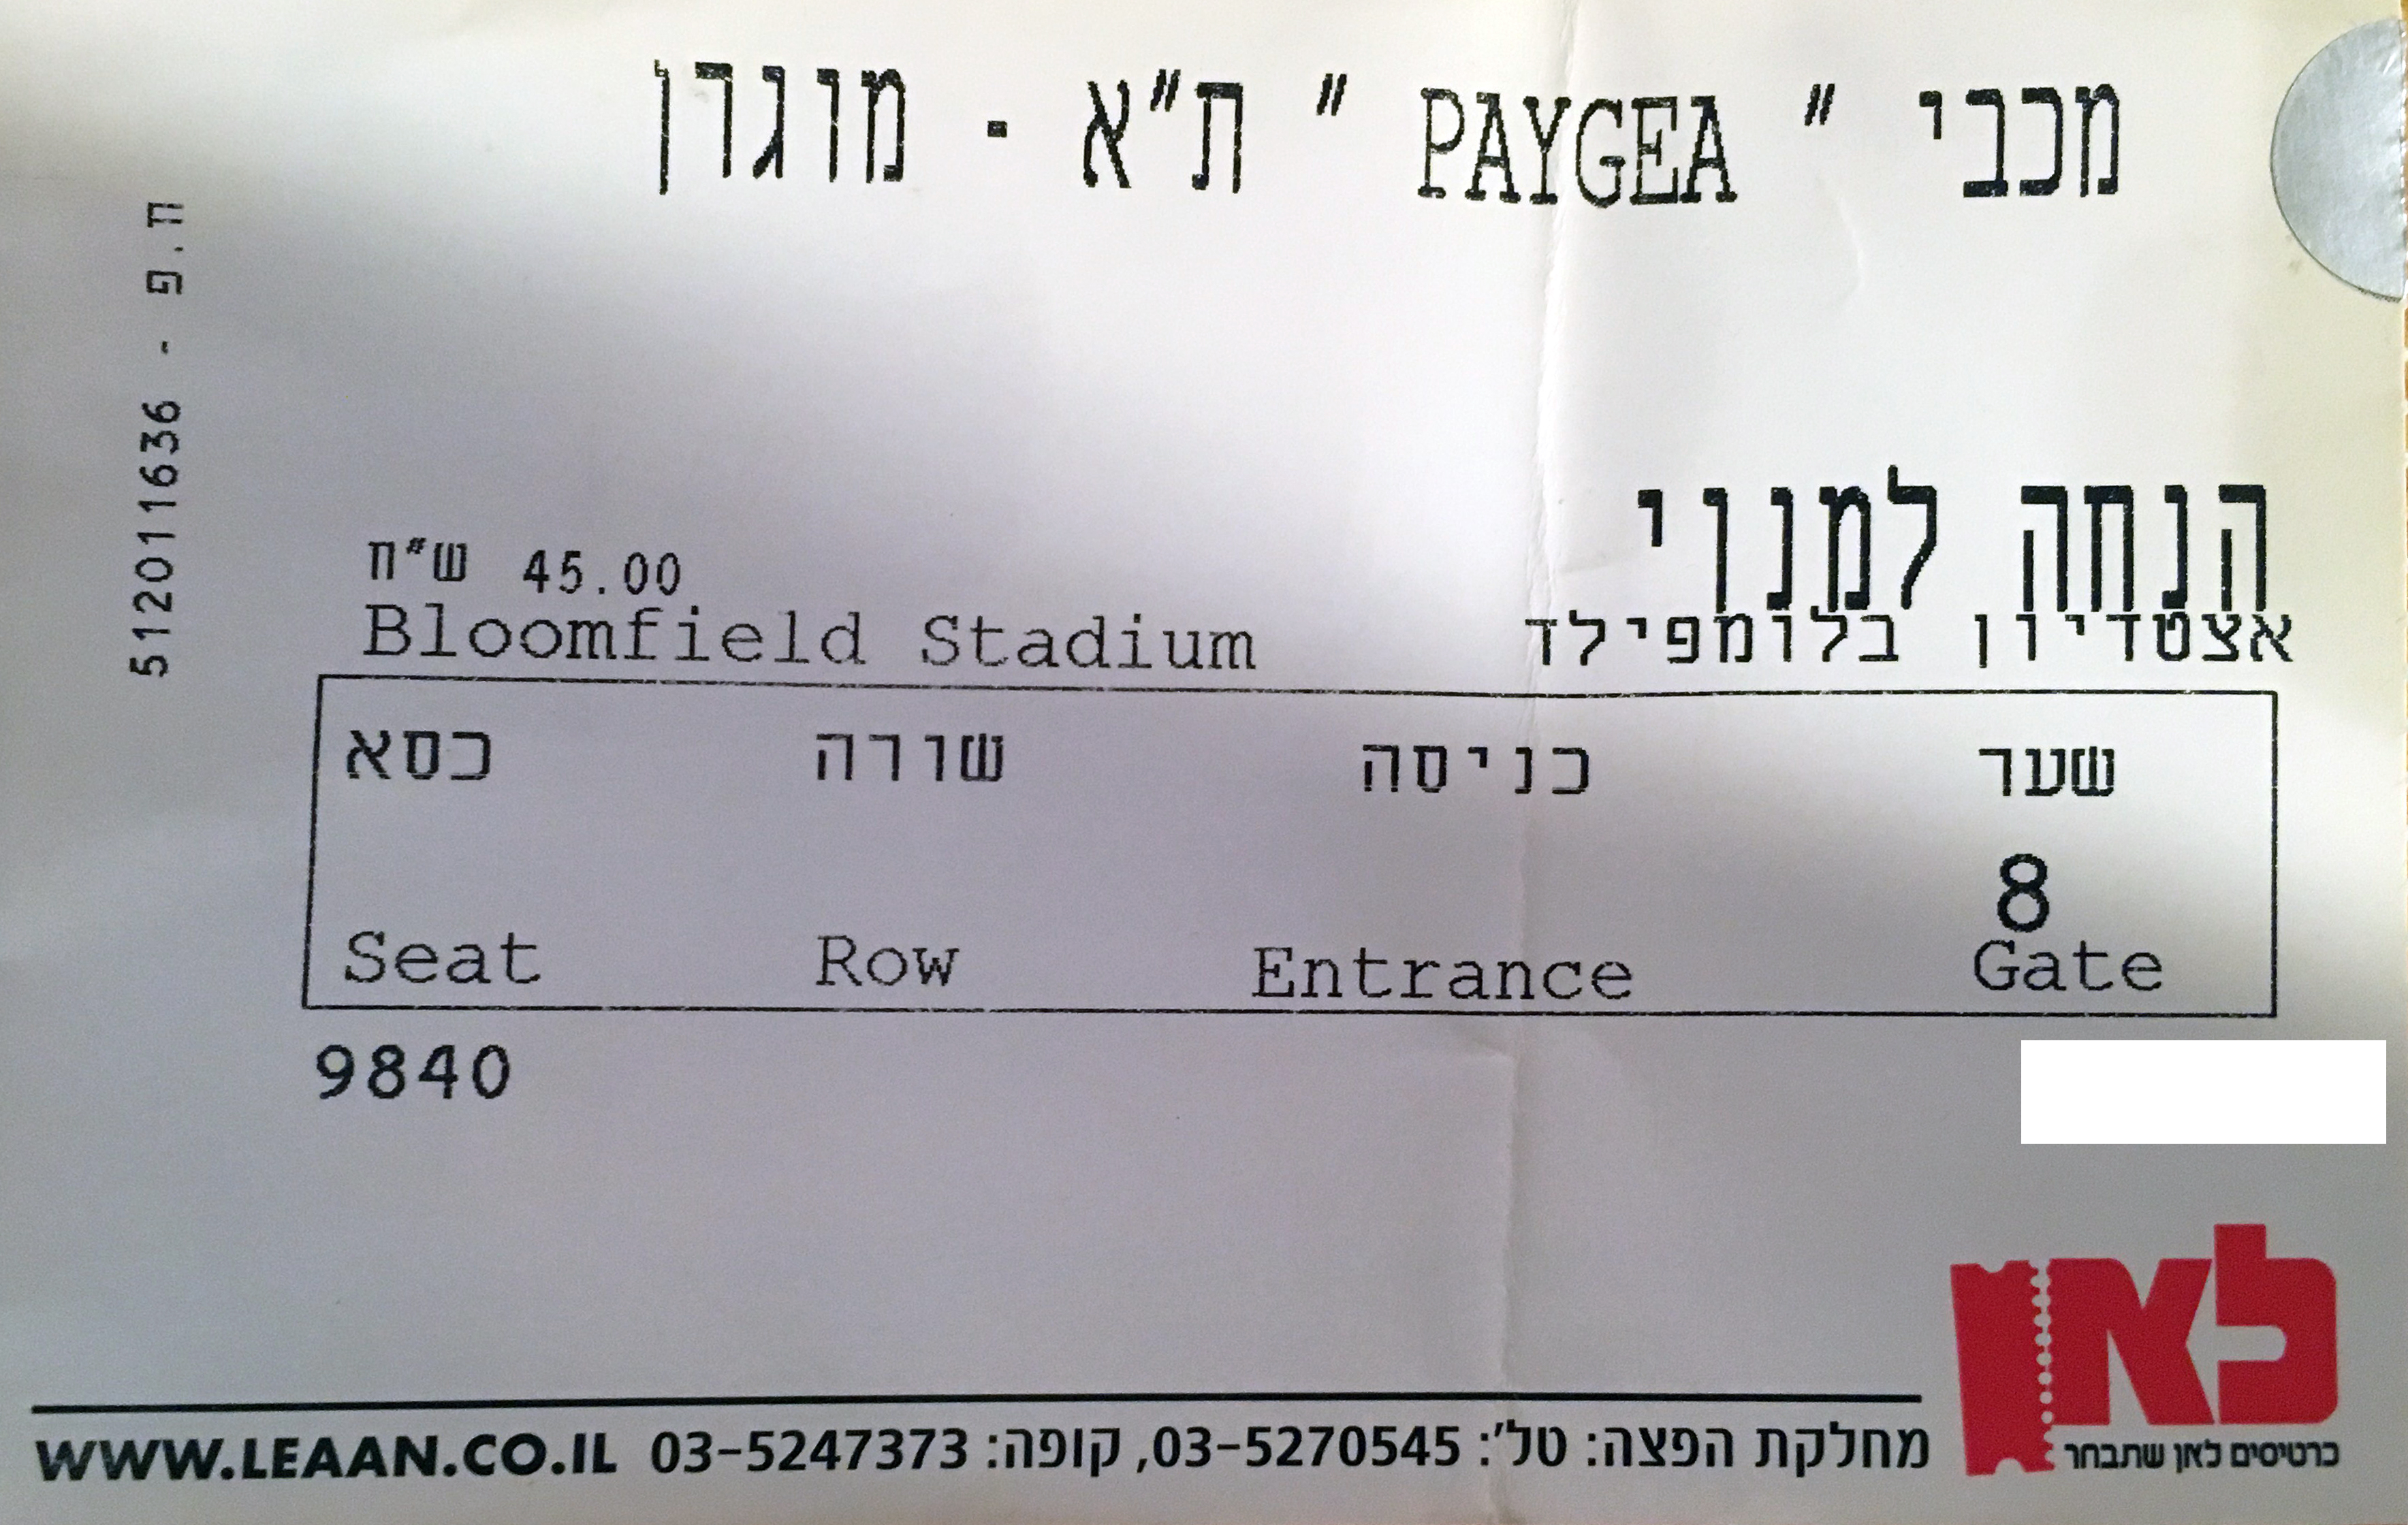 מכבי " PAYGEA " ת"א - מוגרן
ח.פ - 512011636
הנחה למנוי
45.00 ש"ח
אצטדיון בלומפילד Bloomfield Stadium
שער כניסה שורה כסא
8
Gate Entrance Row Seat
9840
לאן
כרטיסים לאן שתבחר
מחלקת הפצה: טל': 03-5270545, קופה: 03-5247373 WWW.LEAAN.CO.IL